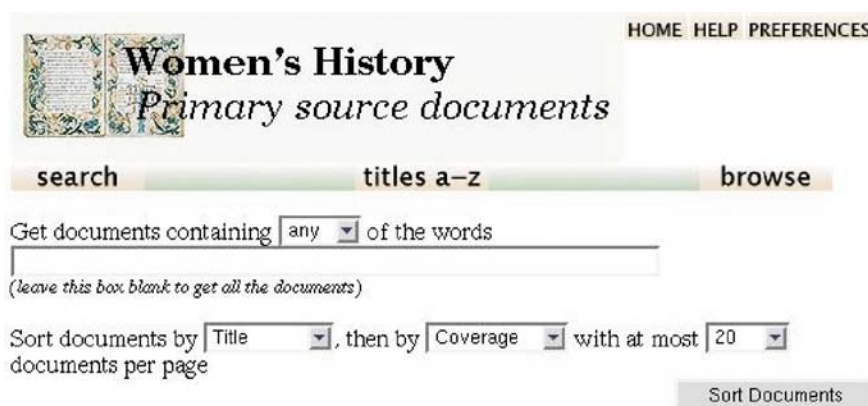 HOME HELP PREFERENCES
Women's History
Primary source documents
search titles a–z browse
Get documents containing any of the words
(leave this box blank to get all the documents)
Sort documents by Title, then by Coverage with at most 20
documents per page
Sort Documents